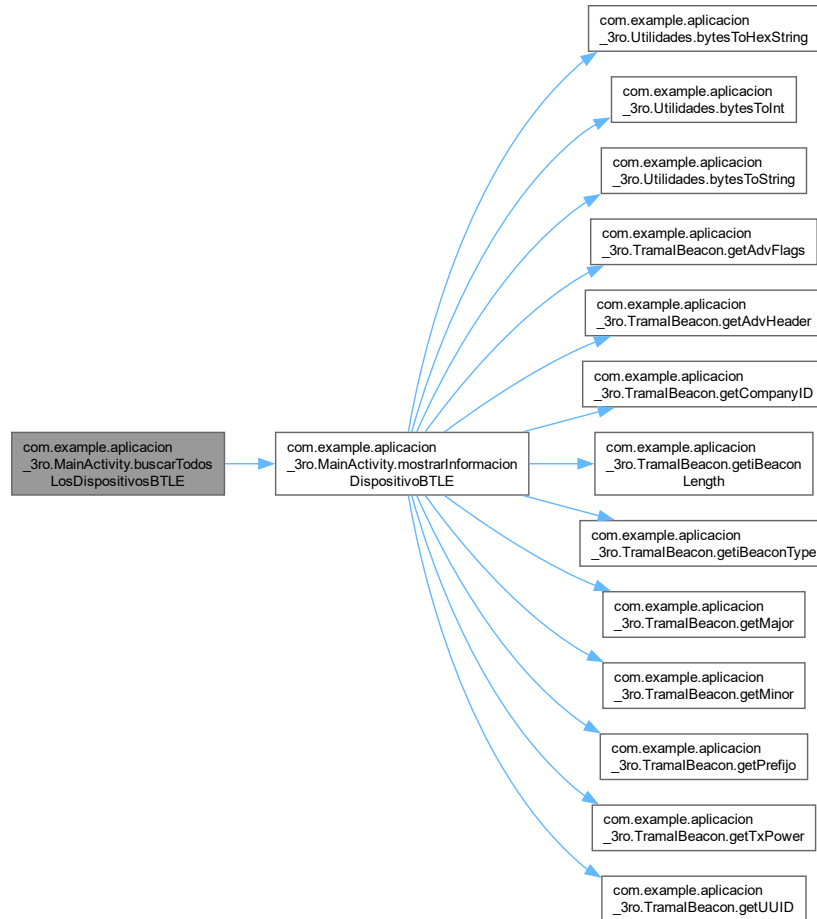 com.example.aplicacion
_3ro.Utilidades.bytesToHexString
com.example.aplicacion
_3ro.Utilidades.bytesToInt
com.example.aplicacion
_3ro.Utilidades.bytesToString
com.example.aplicacion
_3ro.TramaIBeacon.getAdvFlags
com.example.aplicacion
_3ro.TramaIBeacon.getAdvHeader
com.example.aplicacion
_3ro.TramaIBeacon.getCompanyID
com.example.aplicacion
_3ro.MainActivity.buscarTodos
LosDispositivosBTLE
com.example.aplicacion
_3ro.MainActivity.mostrarInformacion
DispositivoBTLE
com.example.aplicacion
_3ro.TramaIBeacon.getiBeacon
Length
com.example.aplicacion
_3ro.TramaIBeacon.getiBeaconType
com.example.aplicacion
_3ro.TramaIBeacon.getMajor
com.example.aplicacion
_3ro.TramaIBeacon.getMinor
com.example.aplicacion
_3ro.TramaIBeacon.getPrefijo
com.example.aplicacion
_3ro.TramaIBeacon.getTxPower
com.example.aplicacion
_3ro.TramaIBeacon.getUUID